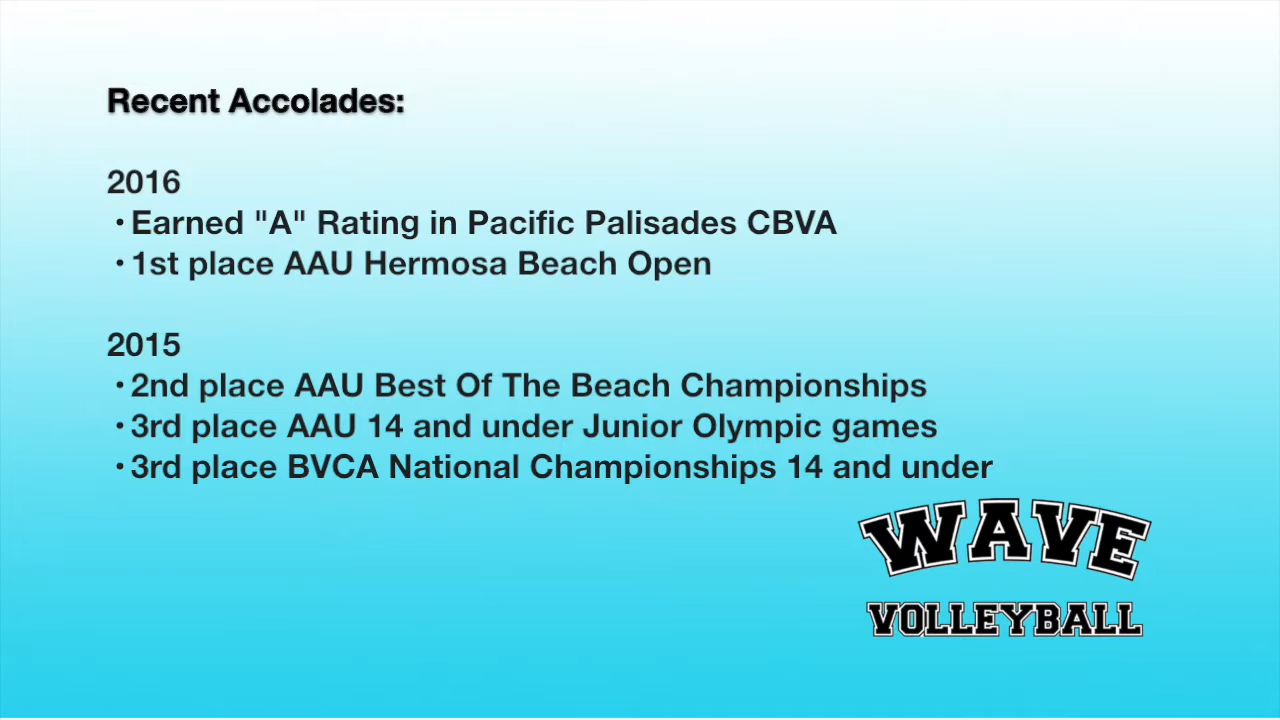 Recent Accolades:
2016
•Earned "A" Rating in Pacific Palisades CBVA
•1st place AAU Hermosa Beach Open
2015
•2nd place AAU Best Of The Beach Championships
•3rd place AAU 14 and under Junior Olympic games
•3rd place BVCA National Championships 14 and under
WAVE
VOLLEYBALL